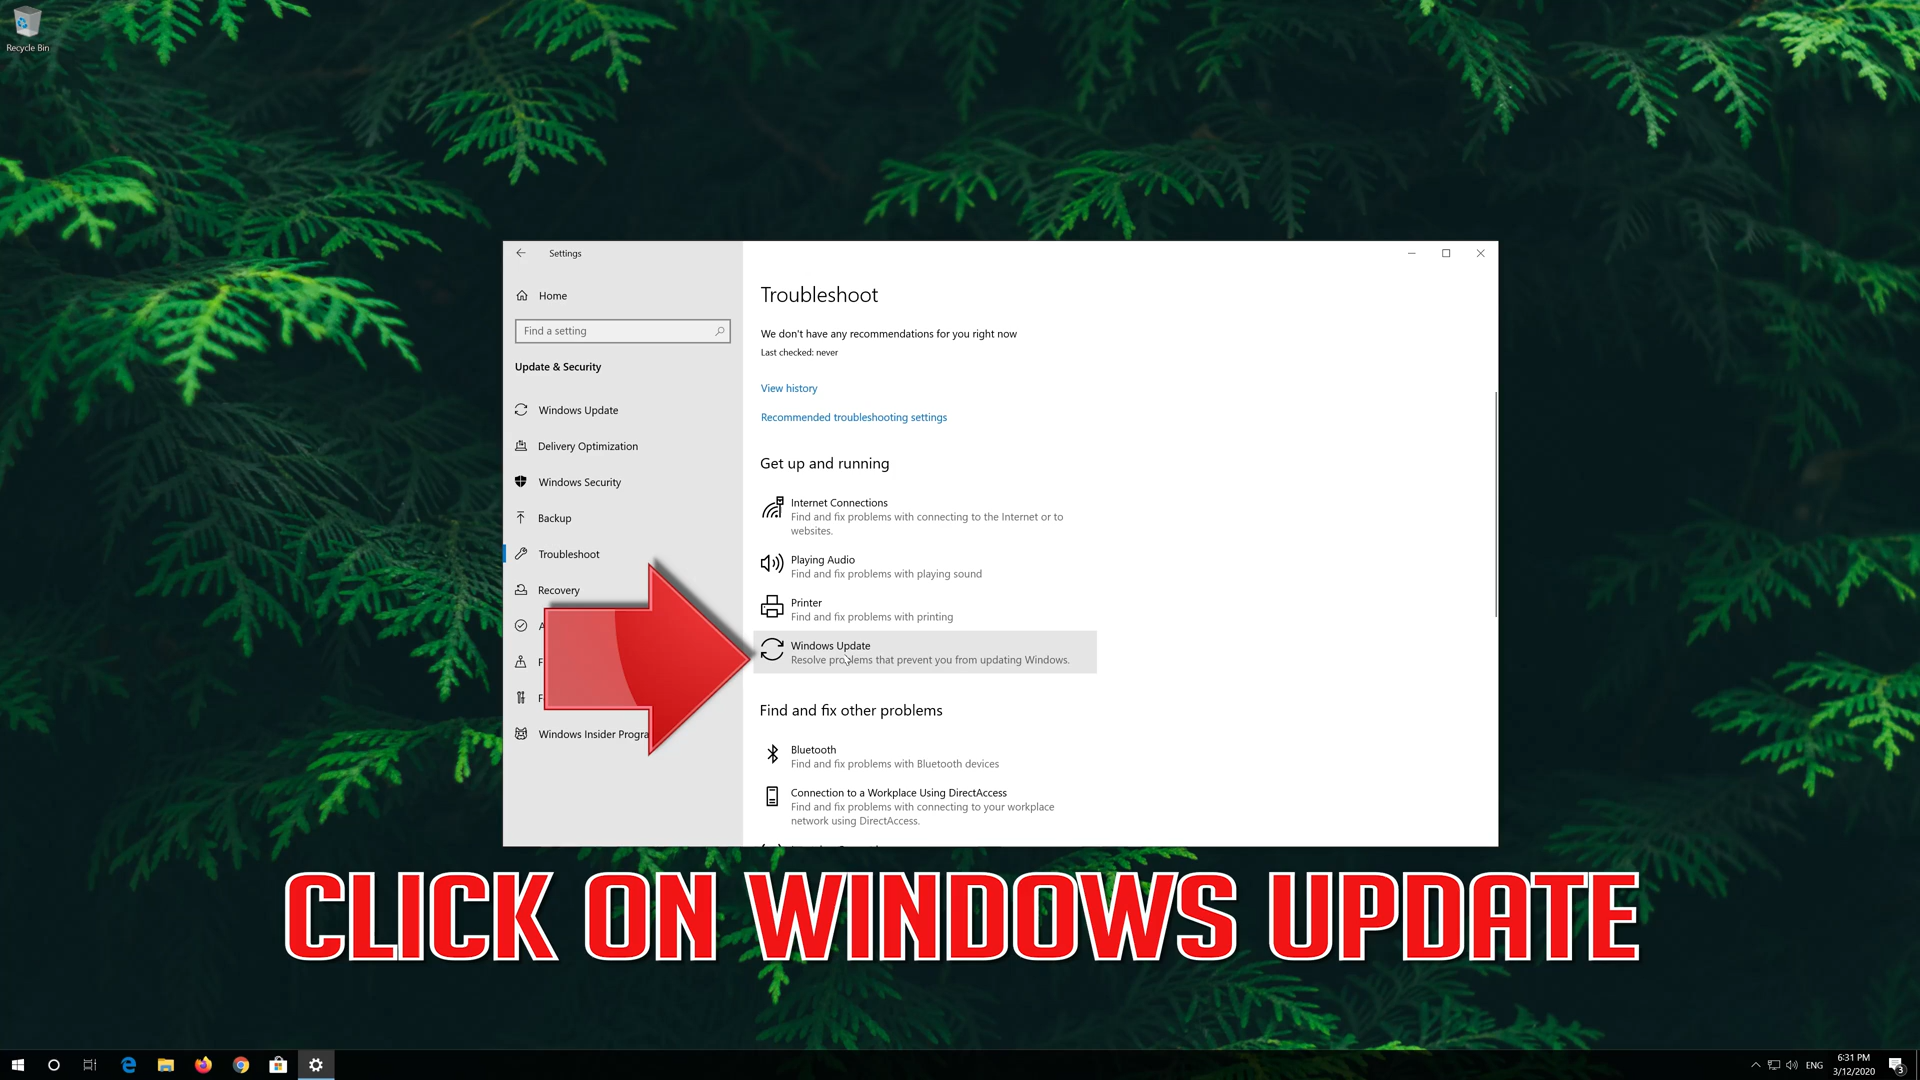 Recycle Bin
Settings
Home
Find a setting
Update & Security
Windows Update
Delivery Optimization
Windows Security
Backup
Troubleshoot
Recovery
A
F
F
Windows Insider Progra
Troubleshoot
We don't have any recommendations for you right now
Last checked: never
View history
Recommended troubleshooting settings
Get up and running
Internet Connections
Find and fix problems with connecting to the Internet or to
websites.
Playing Audio
Find and fix problems with playing sound
Printer
Find and fix problems with printing
Windows Update
Resolve problems that prevent you from updating Windows.
Find and fix other problems
Bluetooth
Find and fix problems with Bluetooth devices
Connection to a Workplace Using DirectAccess
Find and fix problems with connecting to your workplace
network using DirectAccess.
CLICK ON WINDOWS UPDATE
ENG
6:31 PM
3/12/2020
3